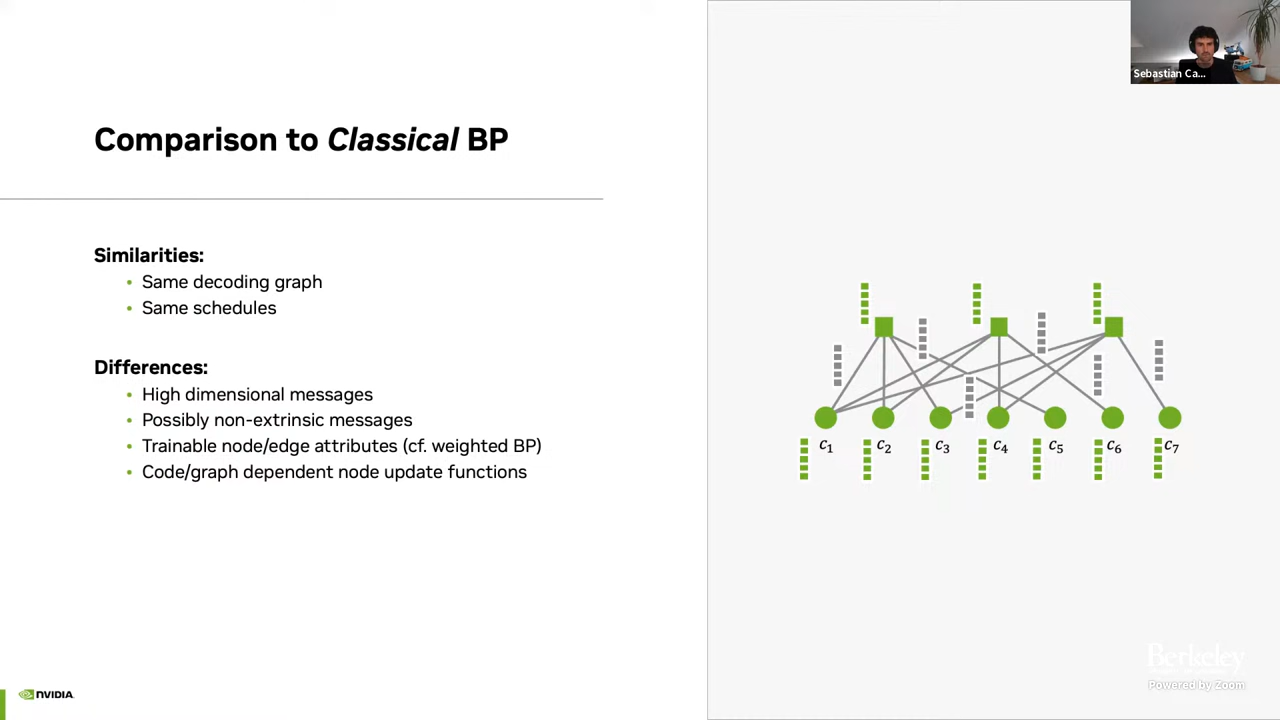 Sebastian Ca...
Comparison to Classical BP
Similarities:
• Same decoding graph
• Same schedules
Differences:
• High dimensional messages
• Possibly non-extrinsic messages
• Trainable node/edge attributes (cf. weighted BP)
• Code/graph dependent node update functions
c1 c2 c3 c4 c5 c6 c7
Berkeley
Powered by Zoom
NVIDIA